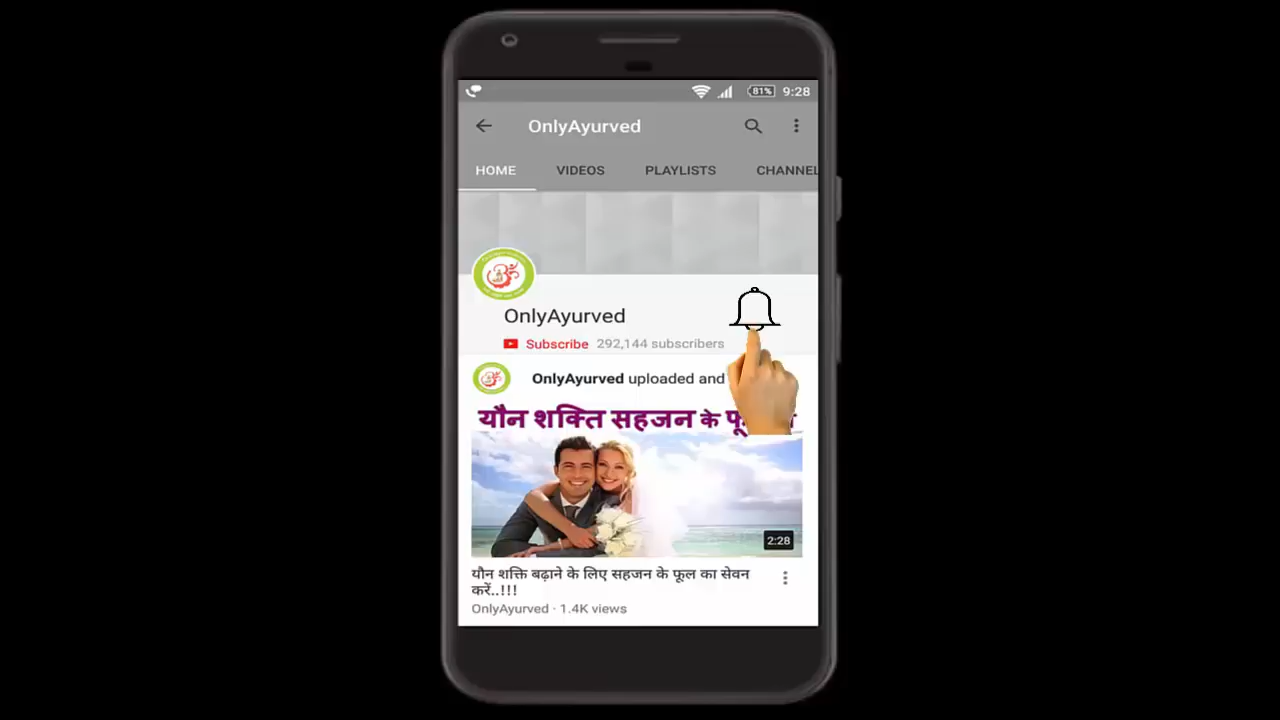 81% 9:28
OnlyAyurved
HOME VIDEOS PLAYLISTS CHANNEL
OnlyAyurved
Subscribe 292,144 subscribers
OnlyAyurved uploaded and
यौन शक्ति सहजन के
2:28
यौन शक्ति बढ़ाने के लिए सहजन के फूल का सेवन
करें..!!!
OnlyAyurved · 1.4K views